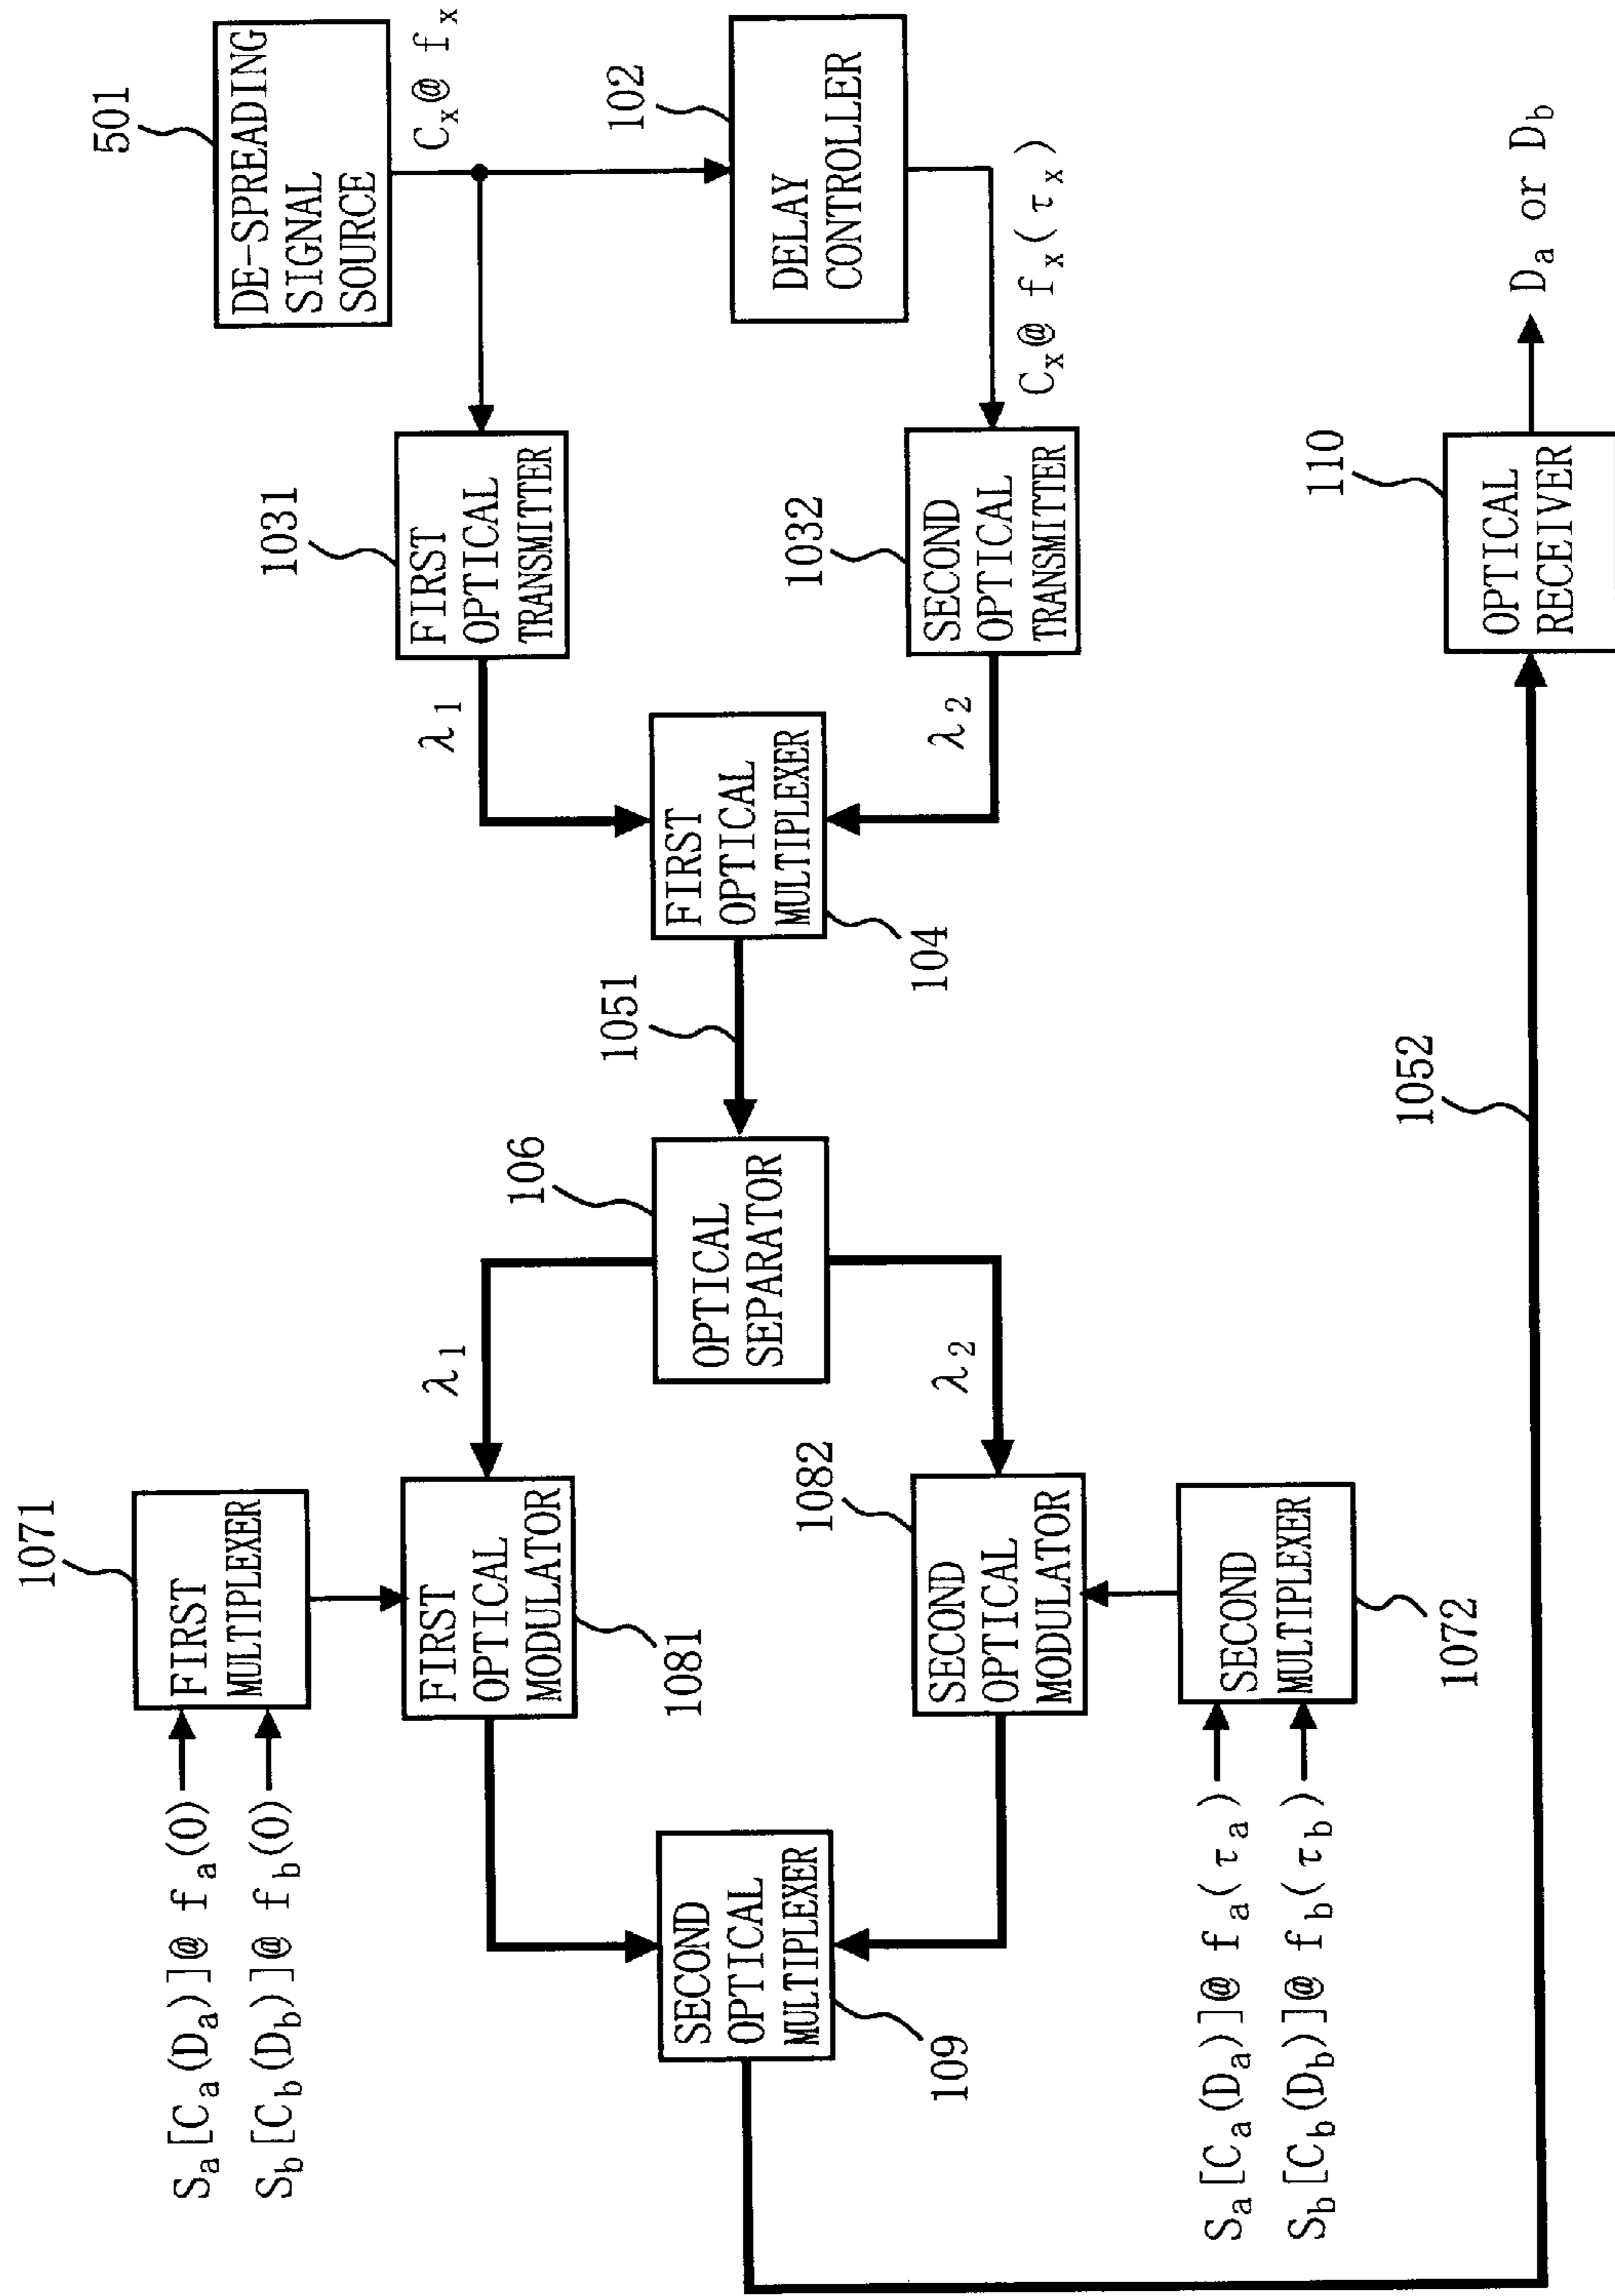 501
DE-SPREADING
SIGNAL
SOURCE
Cx@ fx
102
DELAY
CONTROLLER
Cx@ fx(τx)
1031
FIRST
OPTICAL
TRANSMITTER
λ1
1032
SECOND
OPTICAL
TRANSMITTER
λ2
FIRST
OPTICAL
MULTIPLEXER
104
1051
106
OPTICAL
SEPARATOR
λ1
λ2
1071
FIRST
MULTIPLEXER
FIRST
OPTICAL
MODULATOR
1081
1082
SECOND
OPTICAL
MODULATOR
SECOND
MULTIPLEXER
1072
Sa[Ca(Da)]@ fa(0)
Sb[Cb(Db)]@ fb(0)
SECOND
OPTICAL
MULTIPLEXER
109
Sa[Ca(Da)]@ fa(τa)
Sb[Cb(Db)]@ fb(τb)
1052
110
OPTICAL
RECEIVER
Da or Db